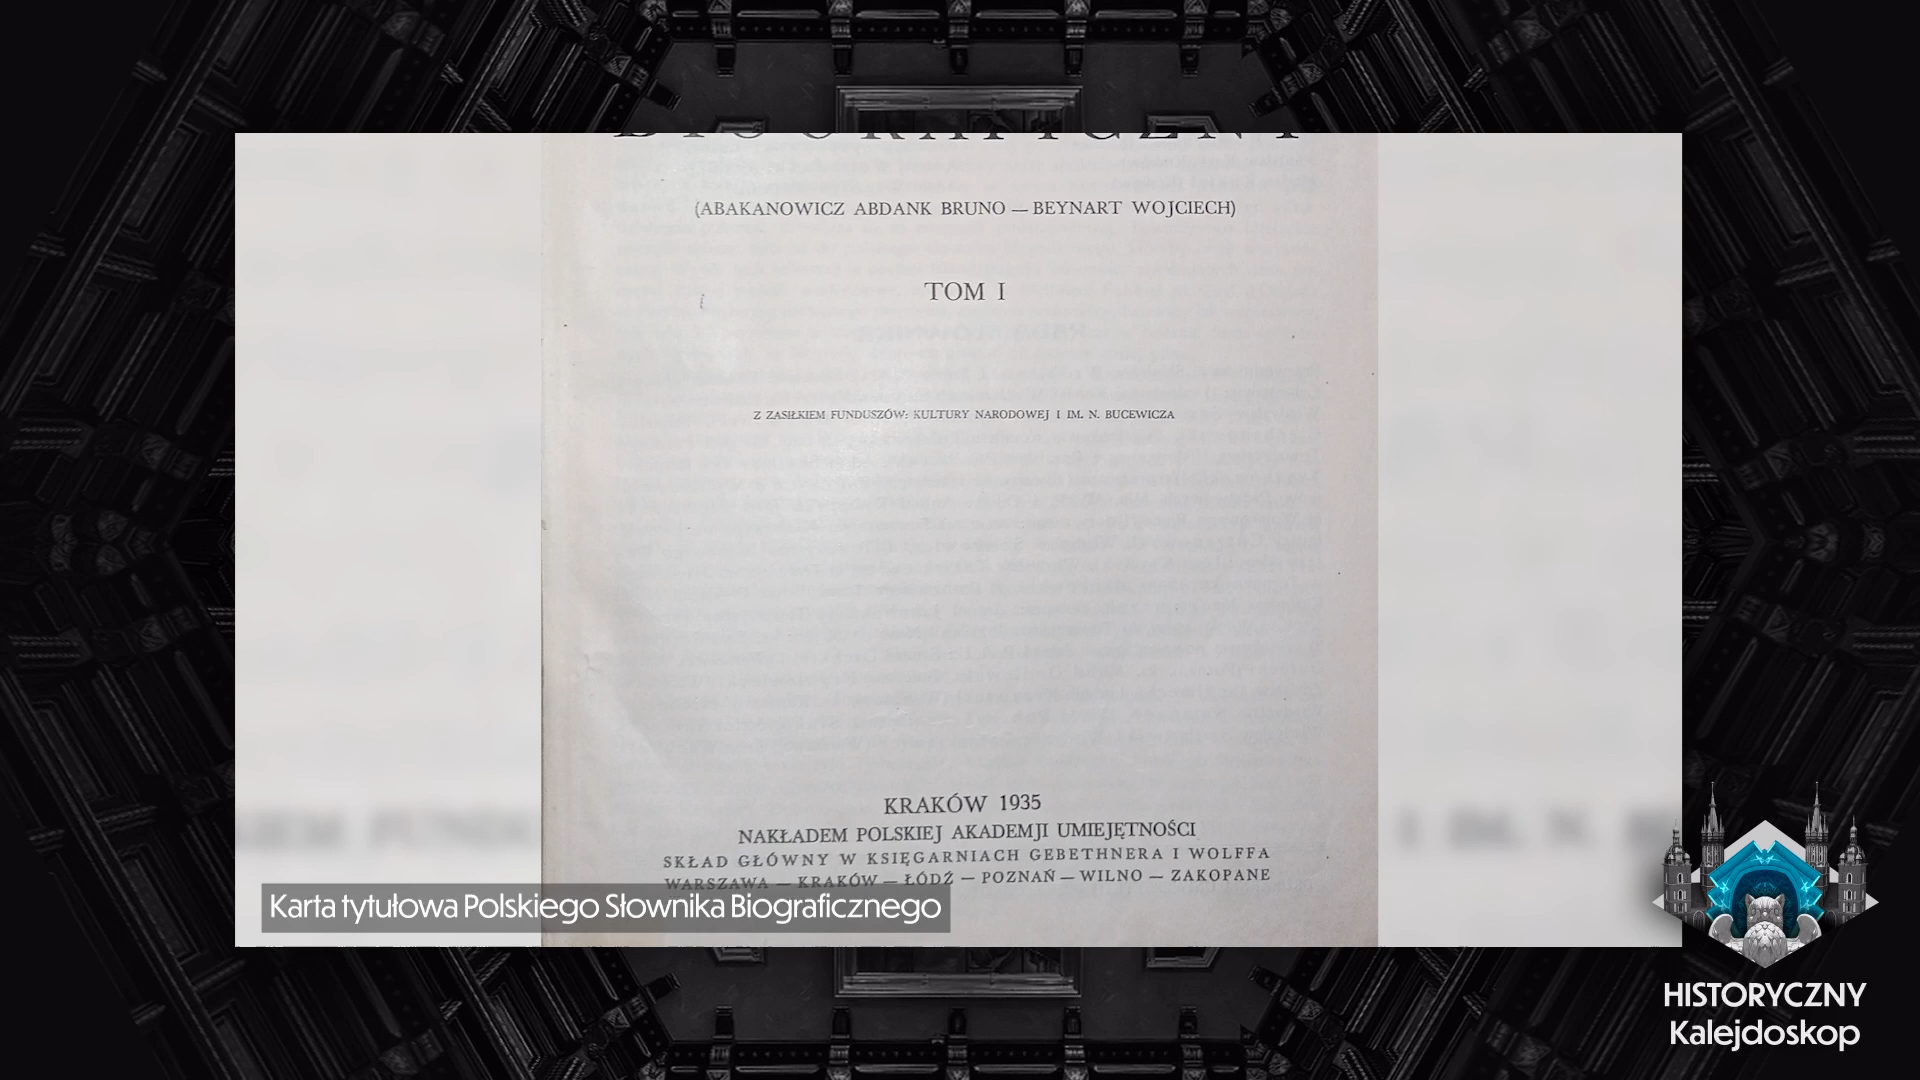 BIOGRAFICZNY
(ABAKANOWICZ ABDANK BRUNO — BEYNART WOJCIECH)
TOM I
Z ZASIŁKIEM FUNDUSZÓW: KULTURY NARODOWEJ I IM. N. BUCEWICZA
KRAKÓW 1935
NAKŁADEM POLSKIEJ AKADEMJI UMIEJĘTNOŚCI
SKŁAD GŁÓWNY W KSIĘGARNIACH GEBETHNERA I WOLFFA
WARSZAWA — KRAKÓW — ŁÓDŹ — POZNAŃ — WILNO — ZAKOPANE
Karta tytułowa Polskiego Słownika Biograficznego
HISTORYCZNY
Kalejdoskop